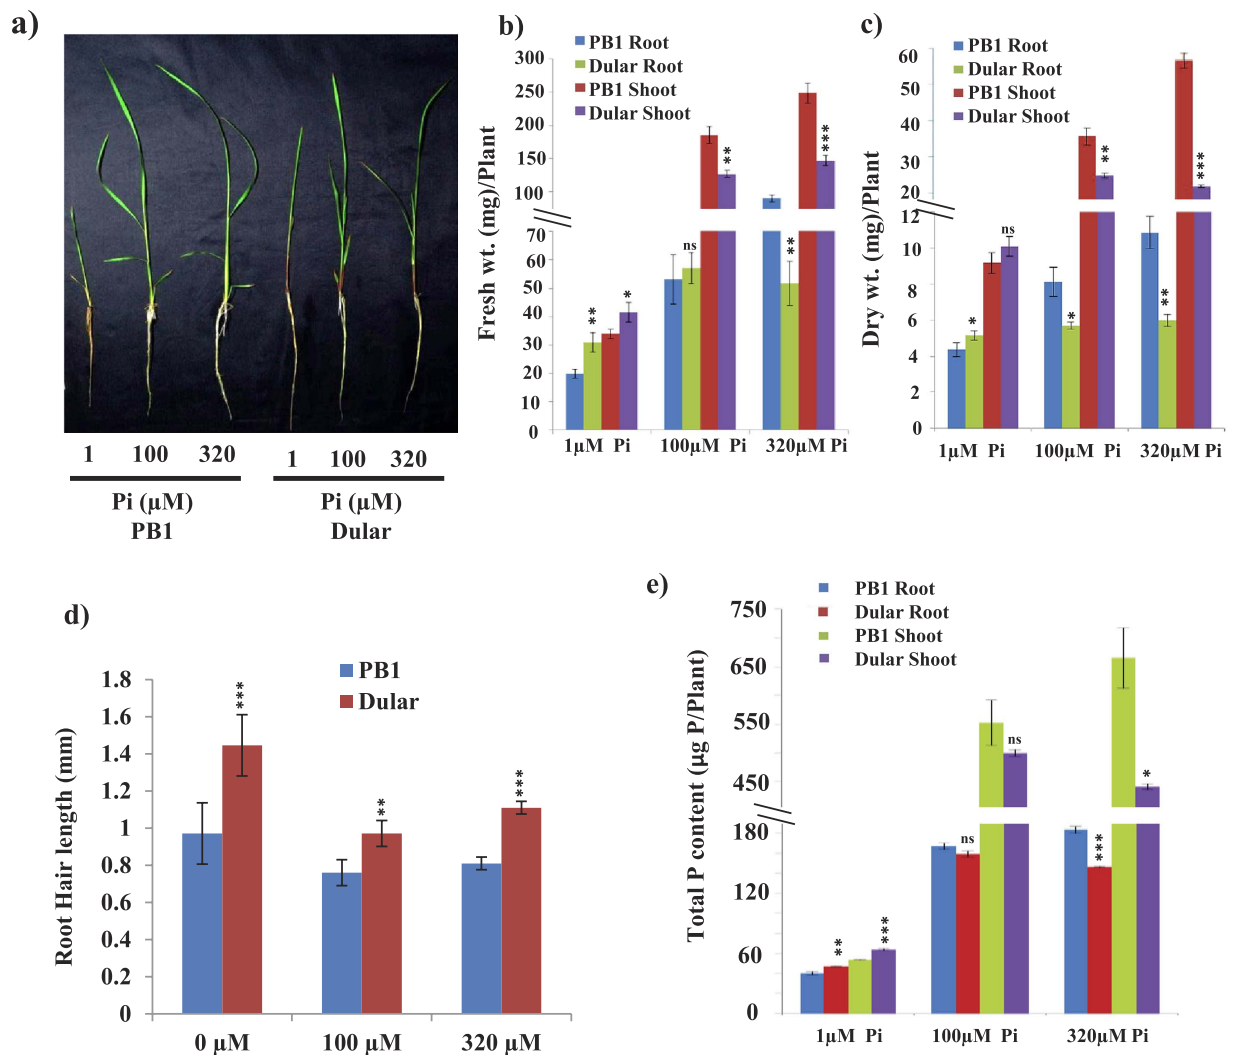 a)
1 100 320 1 100 320
Pi (µM) Pi (µM)
PB1 Dular
b)
PB1 Root
Dular Root
PB1 Shoot
Dular Shoot
Fresh wt. (mg)/Plant
300
250
200
150
100
70
60
50
40
30
20
10
0
** * ns ** ** ***
1µM Pi 100µM Pi 320µM Pi
c)
PB1 Root
Dular Root
PB1 Shoot
Dular Shoot
Dry wt. (mg)/Plant
60
50
40
30
20
12
10
8
6
4
2
0
* ns * ** ** ***
1µM Pi 100µM Pi 320µM Pi
d)
PB1
Dular
Root Hair length (mm)
1.8
1.6
1.4
1.2
1
0.8
0.6
0.4
0.2
0
*** ** ***
0 µM 100 µM 320 µM
e)
PB1 Root
Dular Root
PB1 Shoot
Dular Shoot
Total P content (µg P/Plant)
750
650
550
450
180
120
60
0
** *** ns ns *** *
1µM Pi 100µM Pi 320µM Pi